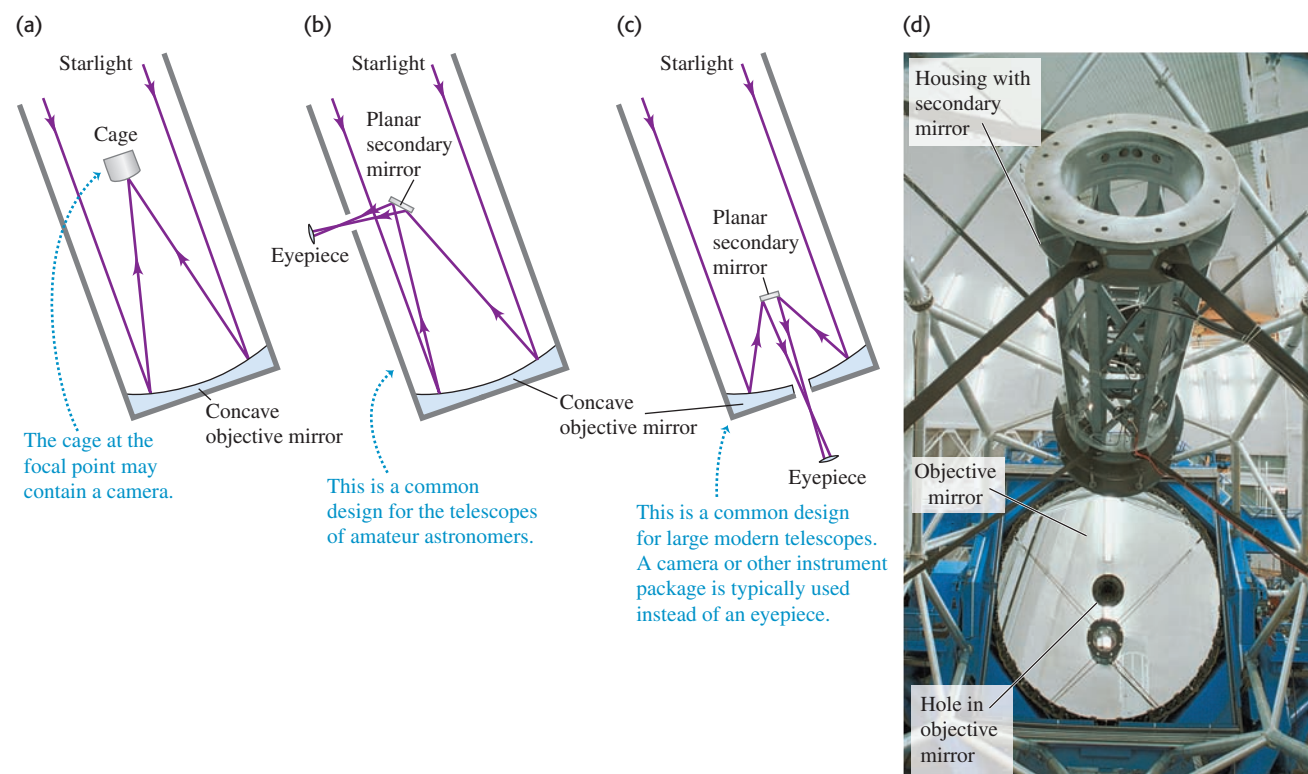 (a)
Starlight
Cage
Concave
objective mirror
The cage at the
focal point may
contain a camera.
(b)
Starlight
Planar
secondary
mirror
Eyepiece
This is a common
design for the telescopes
of amateur astronomers.
Concave
objective mirror
(c)
Starlight
Planar
secondary
mirror
Eyepiece
This is a common design
for large modern telescopes.
A camera or other instrument
package is typically used
instead of an eyepiece.
(d)
Housing with
secondary
mirror
Objective
mirror
Hole in
objective
mirror